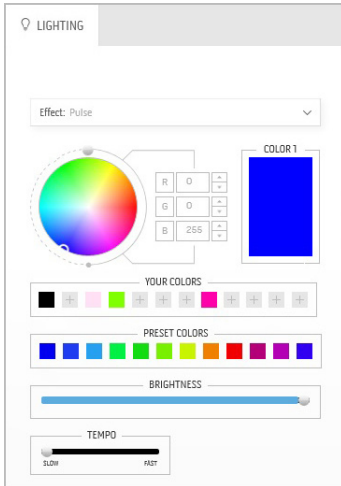 LIGHTING
Effect: Pulse
COLOR 1
R 0
G 0
B 255
YOUR COLORS
PRESET COLORS
BRIGHTNESS
TEMPO
SLOW FAST